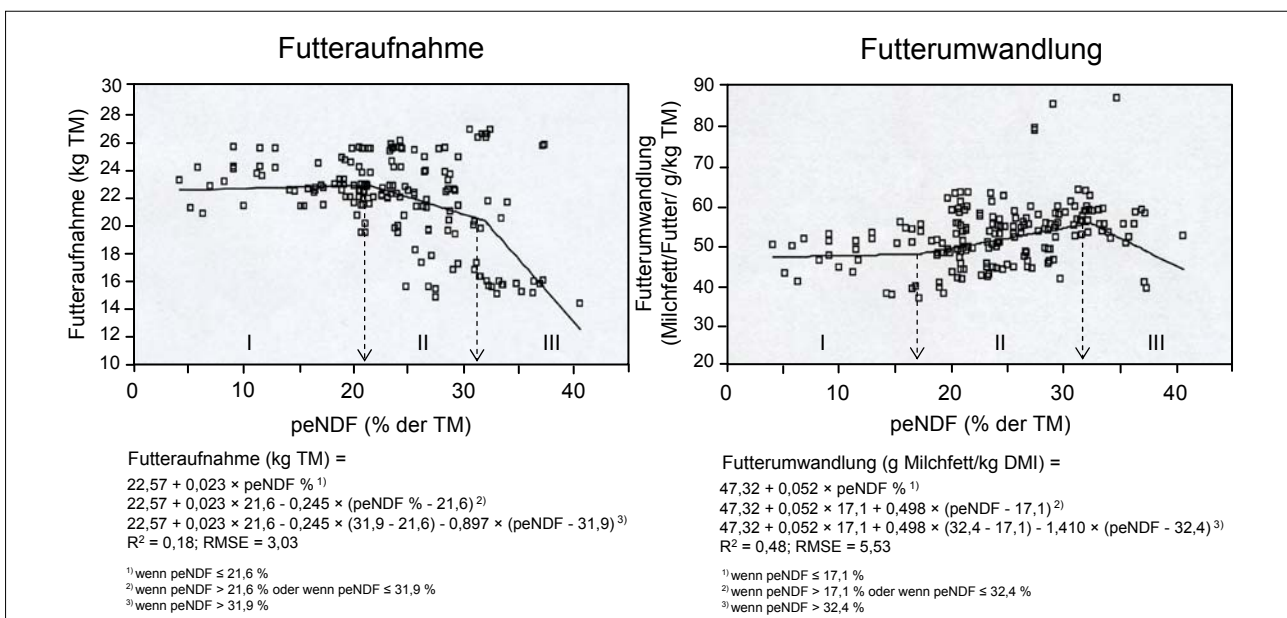 Futteraufnahme
30
28
26
24
22
20
18
16
14
12
10
Futteraufnahme (kg TM)
I
II
III
0
10
20
30
40
peNDF (% der TM)
Futteraufnahme (kg TM) =
22,57 + 0,023 × peNDF % 1)
22,57 + 0,023 × 21,6 - 0,245 × (peNDF % - 21,6) 2)
22,57 + 0,023 × 21,6 - 0,245 × (31,9 - 21,6) - 0,897 × (peNDF - 31,9) 3)
R² = 0,18; RMSE = 3,03
1) wenn peNDF ≤ 21,6 %
2) wenn peNDF > 21,6 % oder wenn peNDF ≤ 31,9 %
3) wenn peNDF > 31,9 %
Futterumwandlung
90
80
70
60
50
40
30
20
Futterumwandlung
(Milchfett/Futter/ g/kg TM)
I
II
III
0
10
20
30
40
peNDF (% der TM)
Futterumwandlung (g Milchfett/kg DMI) =
47,32 + 0,052 × peNDF % 1)
47,32 + 0,052 × 17,1 + 0,498 × (peNDF - 17,1) 2)
47,32 + 0,052 × 17,1 + 0,498 × (32,4 - 17,1) - 1,410 × (peNDF - 32,4) 3)
R² = 0,48; RMSE = 5,53
1) wenn peNDF ≤ 17,1 %
2) wenn peNDF > 17,1 % oder wenn peNDF ≤ 32,4 %
3) wenn peNDF > 32,4 %